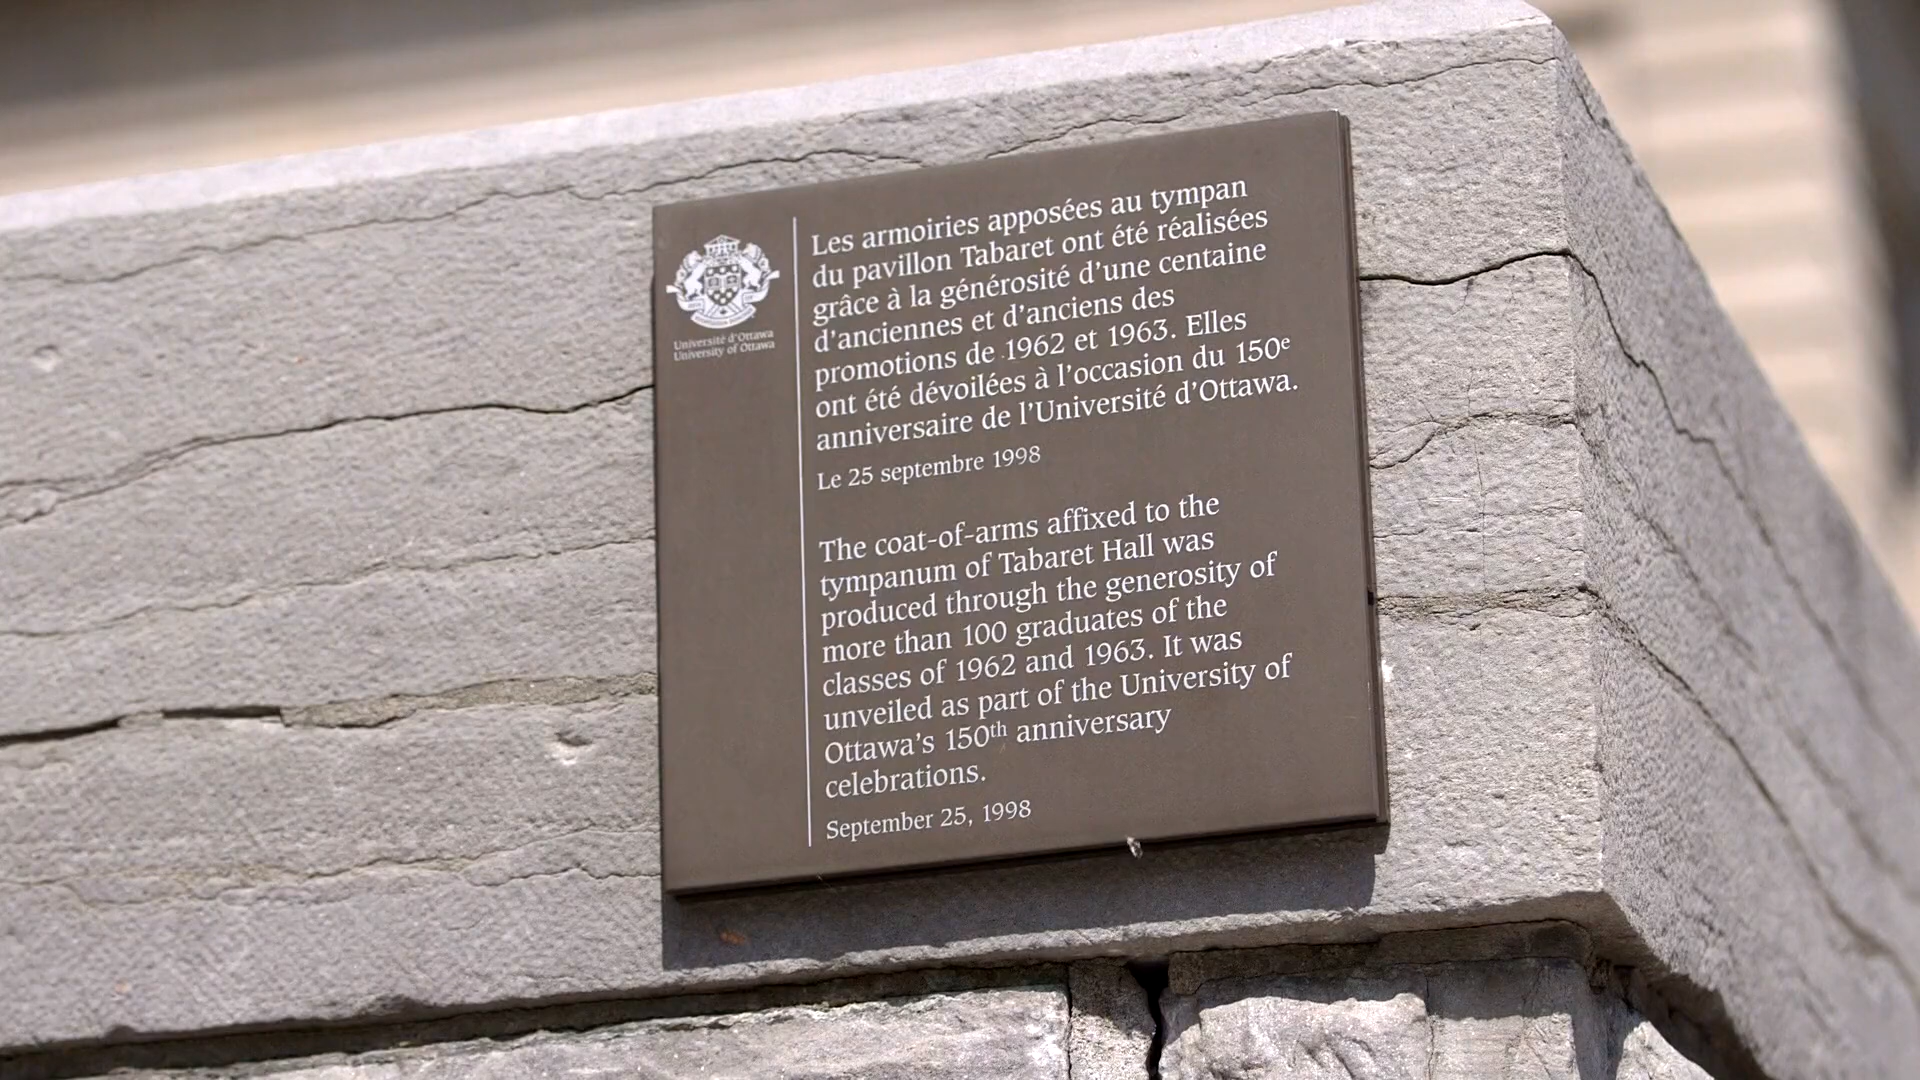 Université d'Ottawa
University of Ottawa
Les armoiries apposées au tympan
du pavillon Tabaret ont été réalisées
grâce à la générosité d'une centaine
d'anciennes et d'anciens des
promotions de 1962 et 1963. Elles
ont été dévoilées à l'occasion du 150e
anniversaire de l'Université d'Ottawa.
Le 25 septembre 1998
The coat-of-arms affixed to the
tympanum of Tabaret Hall was
produced through the generosity of
more than 100 graduates of the
classes of 1962 and 1963. It was
unveiled as part of the University of
Ottawa's 150th anniversary
celebrations.
September 25, 1998